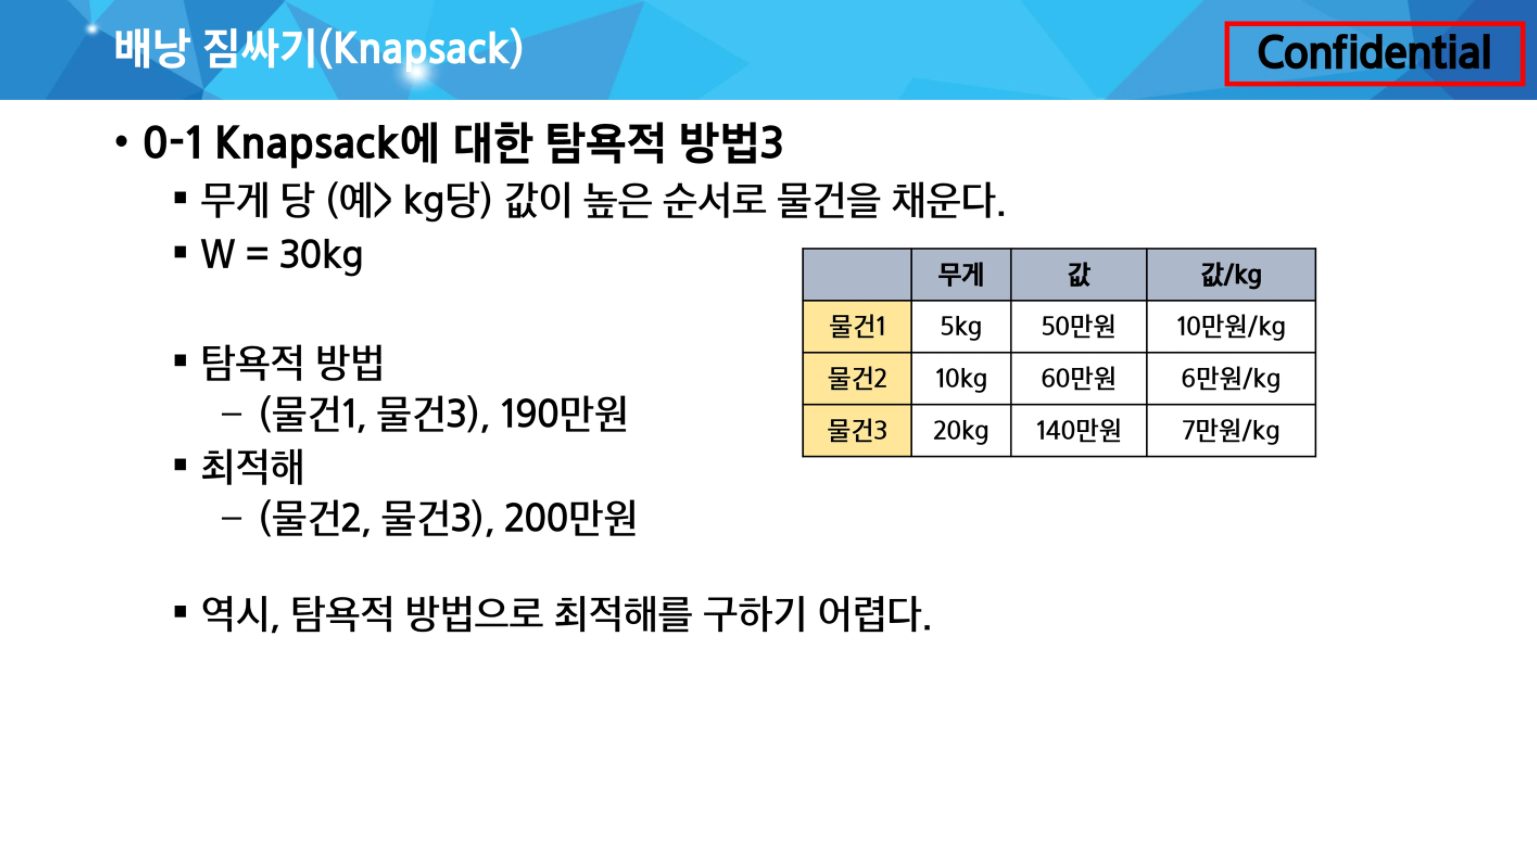 배낭 짐싸기(Knapsack)
Confidential
• 0-1 Knapsack에 대한 탐욕적 방법3
▪ 무게 당 (예> kg당) 값이 높은 순서로 물건을 채운다.
▪ W = 30kg
무게 값 값/kg
물건1 5kg 50만원 10만원/kg
물건2 10kg 60만원 6만원/kg
물건3 20kg 140만원 7만원/kg
▪ 탐욕적 방법
– (물건1, 물건3), 190만원
▪ 최적해
– (물건2, 물건3), 200만원
▪ 역시, 탐욕적 방법으로 최적해를 구하기 어렵다.